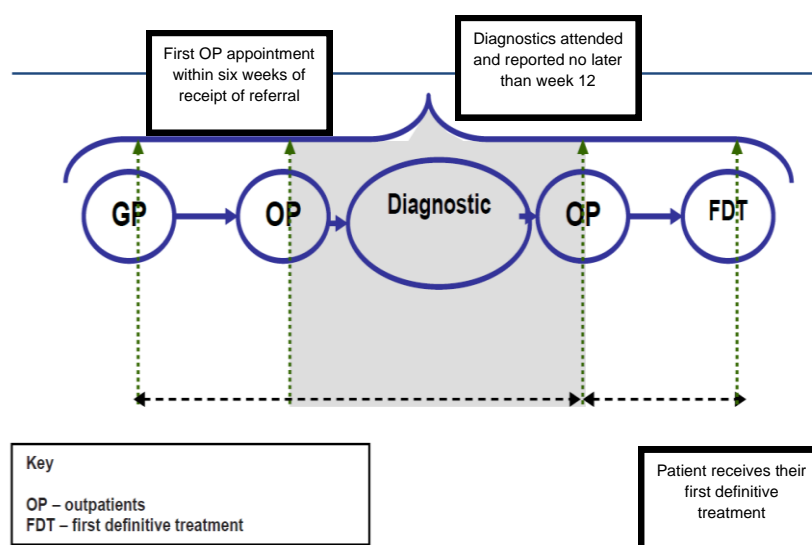 First OP appointment
within six weeks of
receipt of referral
Diagnostics attended
and reported no later
than week 12
GP
OP
Diagnostic
OP
FDT
Key
OP – outpatients
FDT – first definitive treatment
Patient receives their
first definitive
treatment